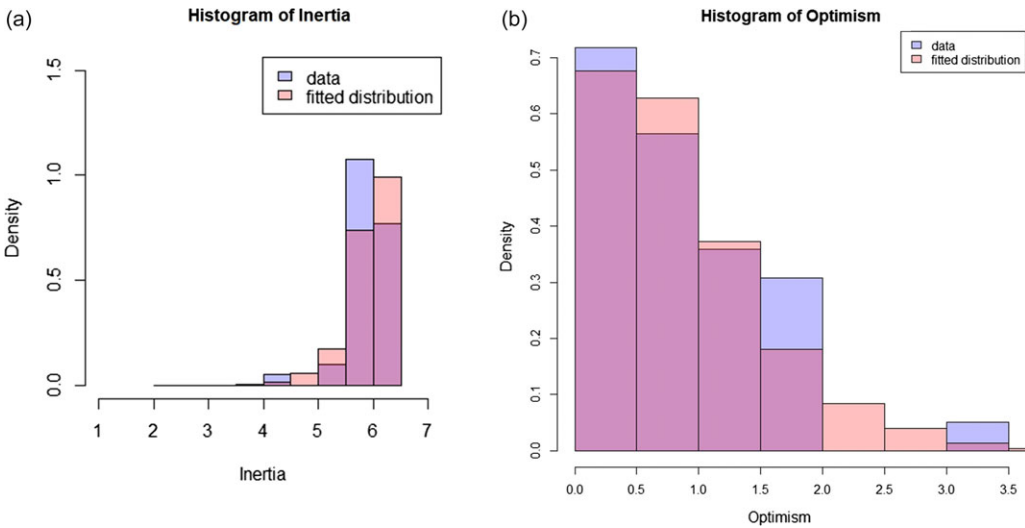 (a)
Histogram of Inertia
data
fitted distribution
1.5
1.0
0.5
0.0
Density
1 2 3 4 5 6 7
Inertia
(b)
Histogram of Optimism
data
fitted distribution
0.7
0.6
0.5
0.4
0.3
0.2
0.1
0.0
Density
0.0 0.5 1.0 1.5 2.0 2.5 3.0 3.5
Optimism